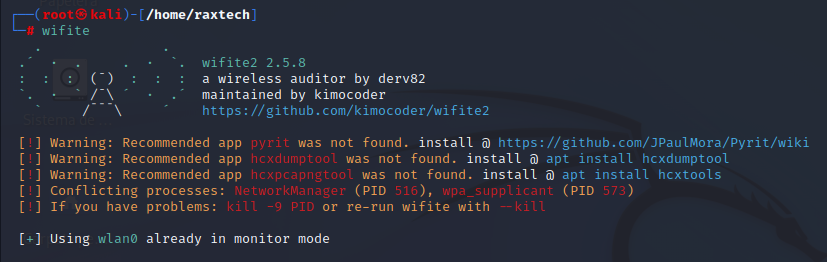 ┌──(root㉿kali)-[/home/raxtech]
└─# wifite
wifite2 2.5.8
a wireless auditor by derv82
maintained by kimocoder
https://github.com/kimocoder/wifite2
[!] Warning: Recommended app pyrit was not found. install @ https://github.com/JPaulMora/Pyrit/wiki
[!] Warning: Recommended app hcxdumptool was not found. install @ apt install hcxdumptool
[!] Warning: Recommended app hcxpcapngtool was not found. install @ apt install hcxtools
[!] Conflicting processes: NetworkManager (PID 516), wpa_supplicant (PID 573)
[!] If you have problems: kill -9 PID or re-run wifite with --kill
[+] Using wlan0 already in monitor mode